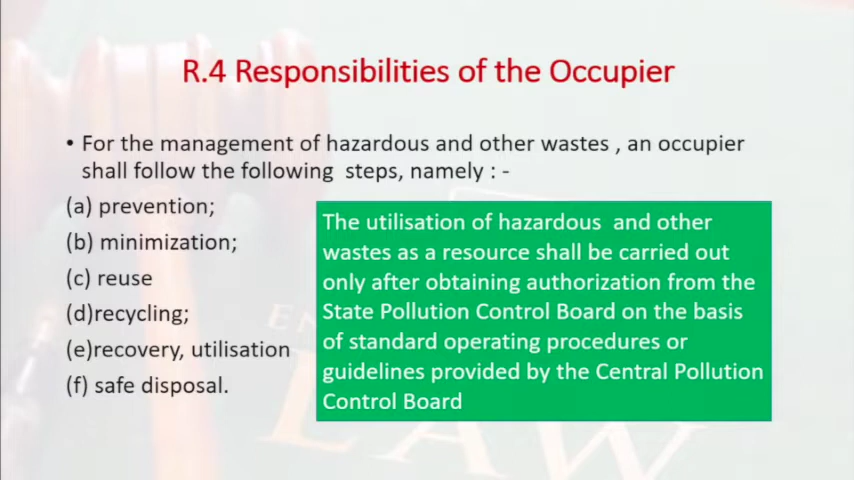 R.4 Responsibilities of the Occupier
• For the management of hazardous and other wastes , an occupier
shall follow the following steps, namely : -
(a) prevention;
(b) minimization;
(c) reuse
(d)recycling;
(e)recovery, utilisation
(f) safe disposal.
The utilisation of hazardous and other
wastes as a resource shall be carried out
only after obtaining authorization from the
State Pollution Control Board on the basis
of standard operating procedures or
guidelines provided by the Central Pollution
Control Board
LAW